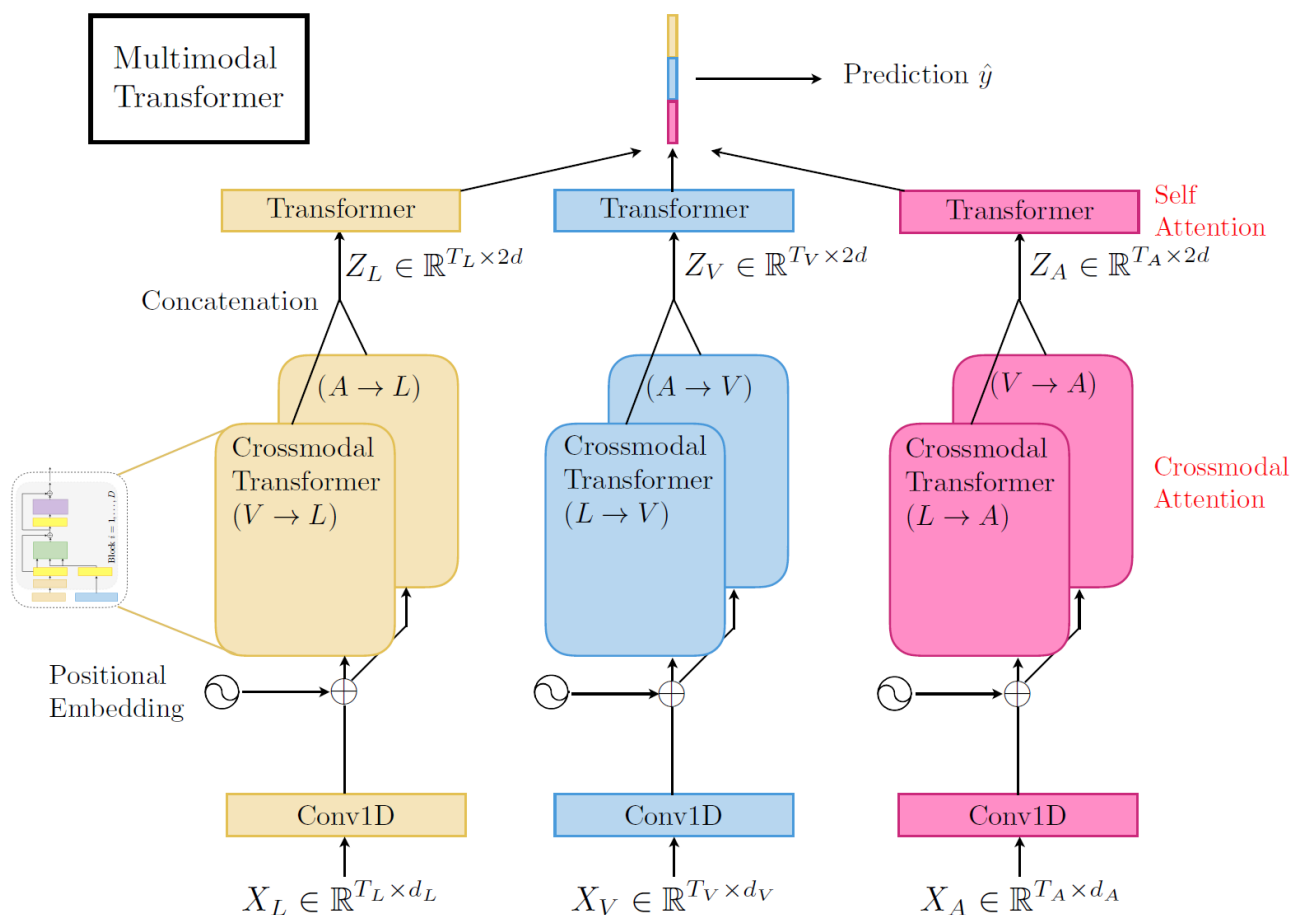 Multimodal
Transformer
Prediction ŷ
Transformer
Transformer
Transformer
Self
Attention
Z_L ∈ ℝ^{T_L×2d}
Z_V ∈ ℝ^{T_V×2d}
Z_A ∈ ℝ^{T_A×2d}
Concatenation
(A → L)
(A → V)
(V → A)
Crossmodal
Transformer
(V → L)
Crossmodal
Transformer
(L → V)
Crossmodal
Transformer
(L → A)
Crossmodal
Attention
Block i = 1, . . . , D
Positional
Embedding
Conv1D
Conv1D
Conv1D
X_L ∈ ℝ^{T_L×d_L}
X_V ∈ ℝ^{T_V×d_V}
X_A ∈ ℝ^{T_A×d_A}